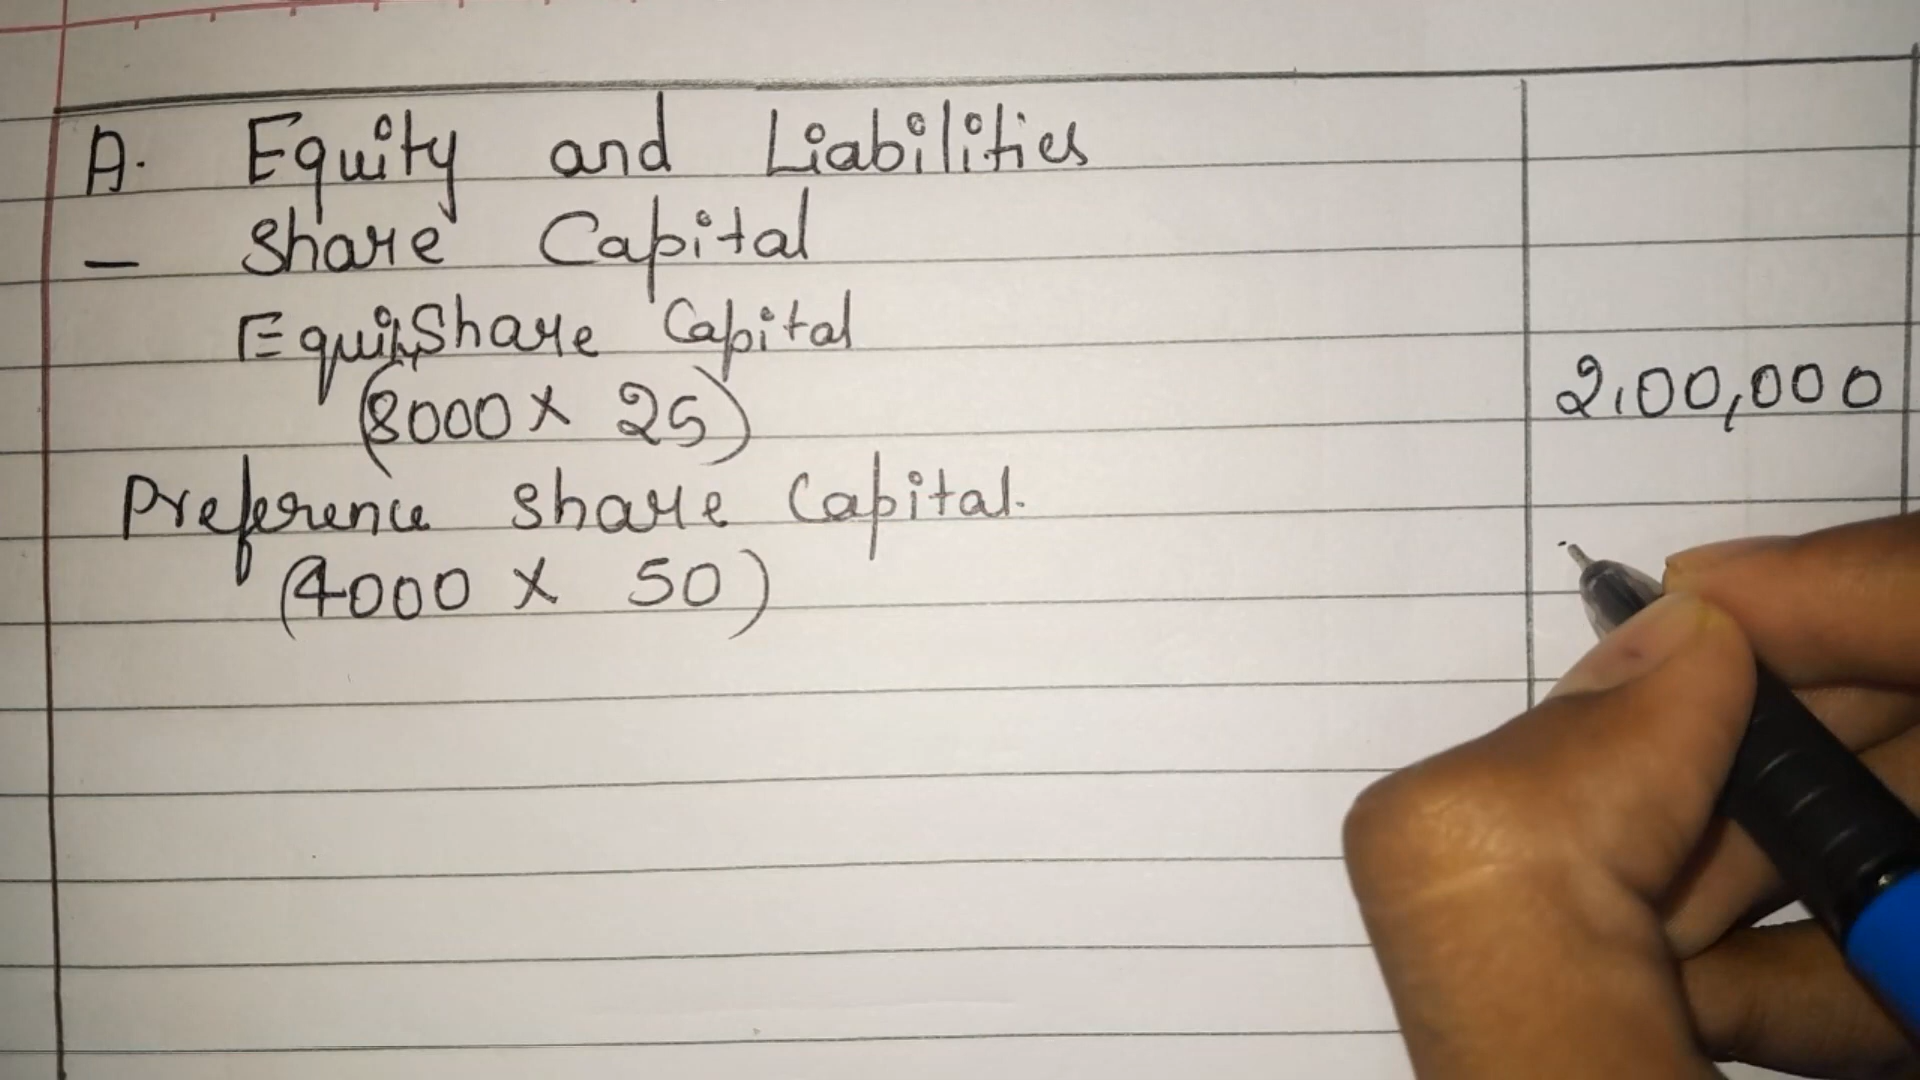 A. Equity and Liabilities
– Share Capital
Equity Share Capital
(8000 × 25) 2,00,000
Preference share Capital.
(4000 × 50)